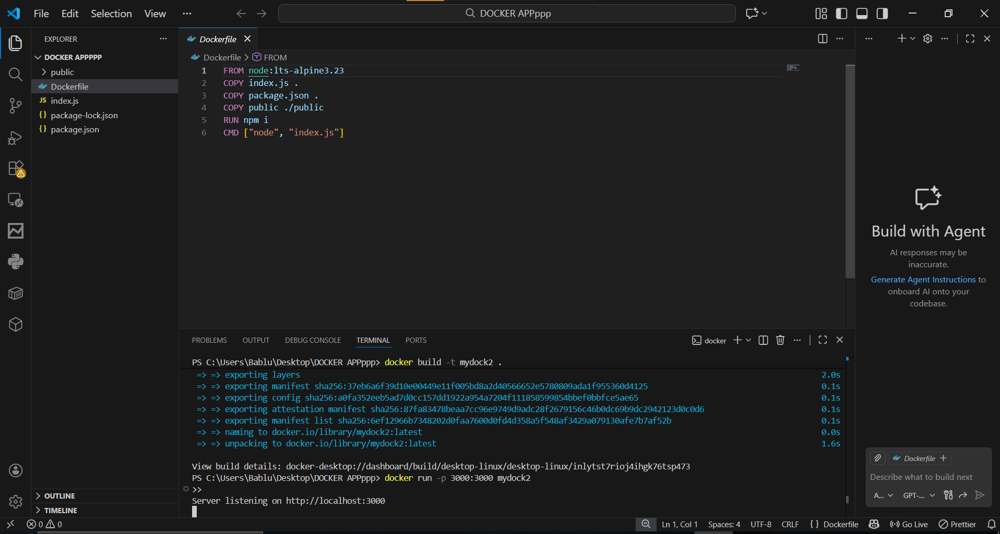 File Edit Selection View ···
DOCKER APPppp
EXPLORER
DOCKER APPPPP
public
Dockerfile
JS index.js
{} package-lock.json
{} package.json
OUTLINE
TIMELINE
Dockerfile
Dockerfile > FROM
1 FROM node:lts-alpine3.23
2 COPY index.js .
3 COPY package.json .
4 COPY public ./public
5 RUN npm i
6 CMD ["node", "index.js"]
PROBLEMS OUTPUT DEBUG CONSOLE TERMINAL PORTS
docker
PS C:\Users\Bablu\Desktop\DOCKER APPppp> docker build -t mydock2 .
=> => exporting layers 2.0s
=> => exporting manifest sha256:37eb6a6f39d10e00449e11f005bd8a2d40566652e5780809ada1f955360d4125 0.1s
=> => exporting config sha256:a0fa352eeb5ad7d0cc157dd1922a954a7204f111858599854bbef0bbfce5ae65 0.1s
=> => exporting attestation manifest sha256:87fa83478beaa7cc96e9749d9adc28f2679156c46b0dc69b9dc2942123d0c0d6 0.1s
=> => exporting manifest list sha256:6ef12966b7348202d0faa7600d0fd4d358a5f548af3429a079130afe7b7af52b 0.1s
=> => naming to docker.io/library/mydock2:latest 0.0s
=> => unpacking to docker.io/library/mydock2:latest 1.6s
View build details: docker-desktop://dashboard/build/desktop-linux/desktop-linux/inlytst7rioj4ihgk76tsp473
PS C:\Users\Bablu\Desktop\DOCKER APPppp> docker run -p 3000:3000 mydock2
>>
Server listening on http://localhost:3000
Build with Agent
AI responses may be
inaccurate.
Generate Agent Instructions to
onboard AI onto your
codebase.
Dockerfile
Describe what to build next
A... GPT-...
0 0
Ln 1, Col 1 Spaces: 4 UTF-8 CRLF {} Dockerfile Go Live Prettier